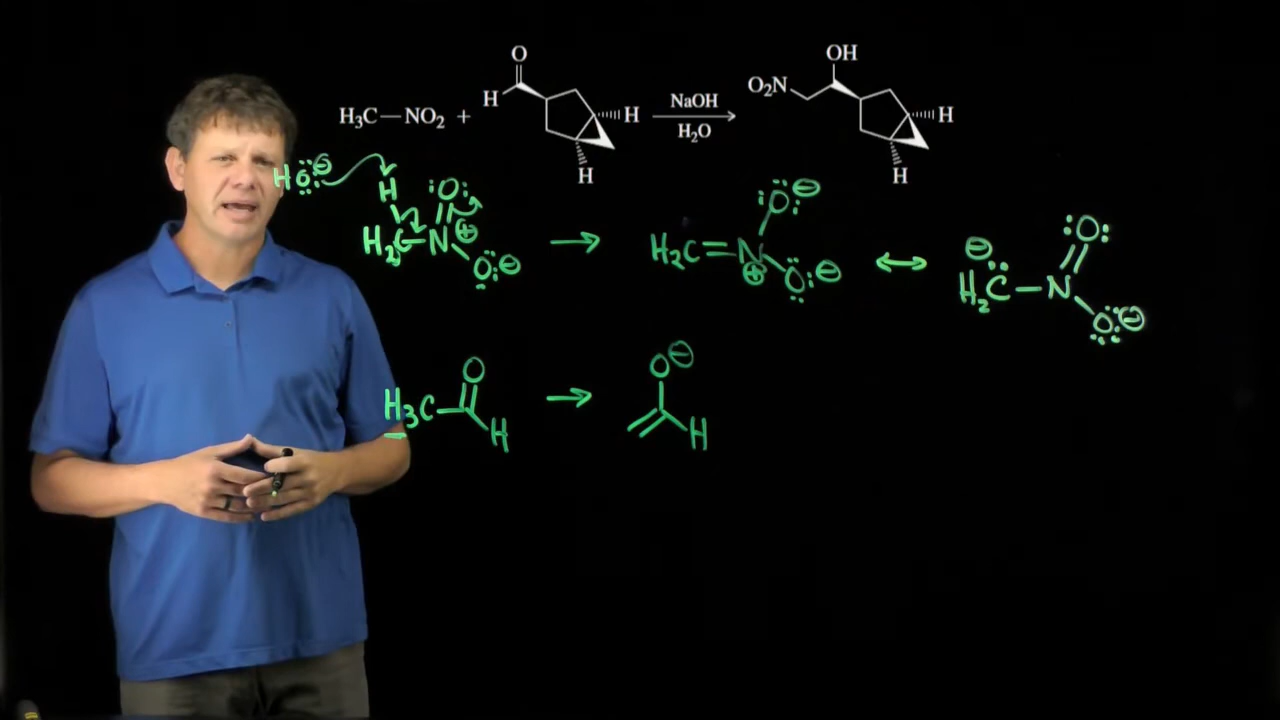 O OH
H O₂N
H₃C—NO₂ + H NaOH H
H₂O
H H
HO:⊖ H :O: :O:⊖ :O:
H₂C—N⊕ → H₂C=N⊕ ↔ ⊖ H₂C̈—N
O:⊖ O:⊖ O:⊖
O O⊖
H₃C →
H H